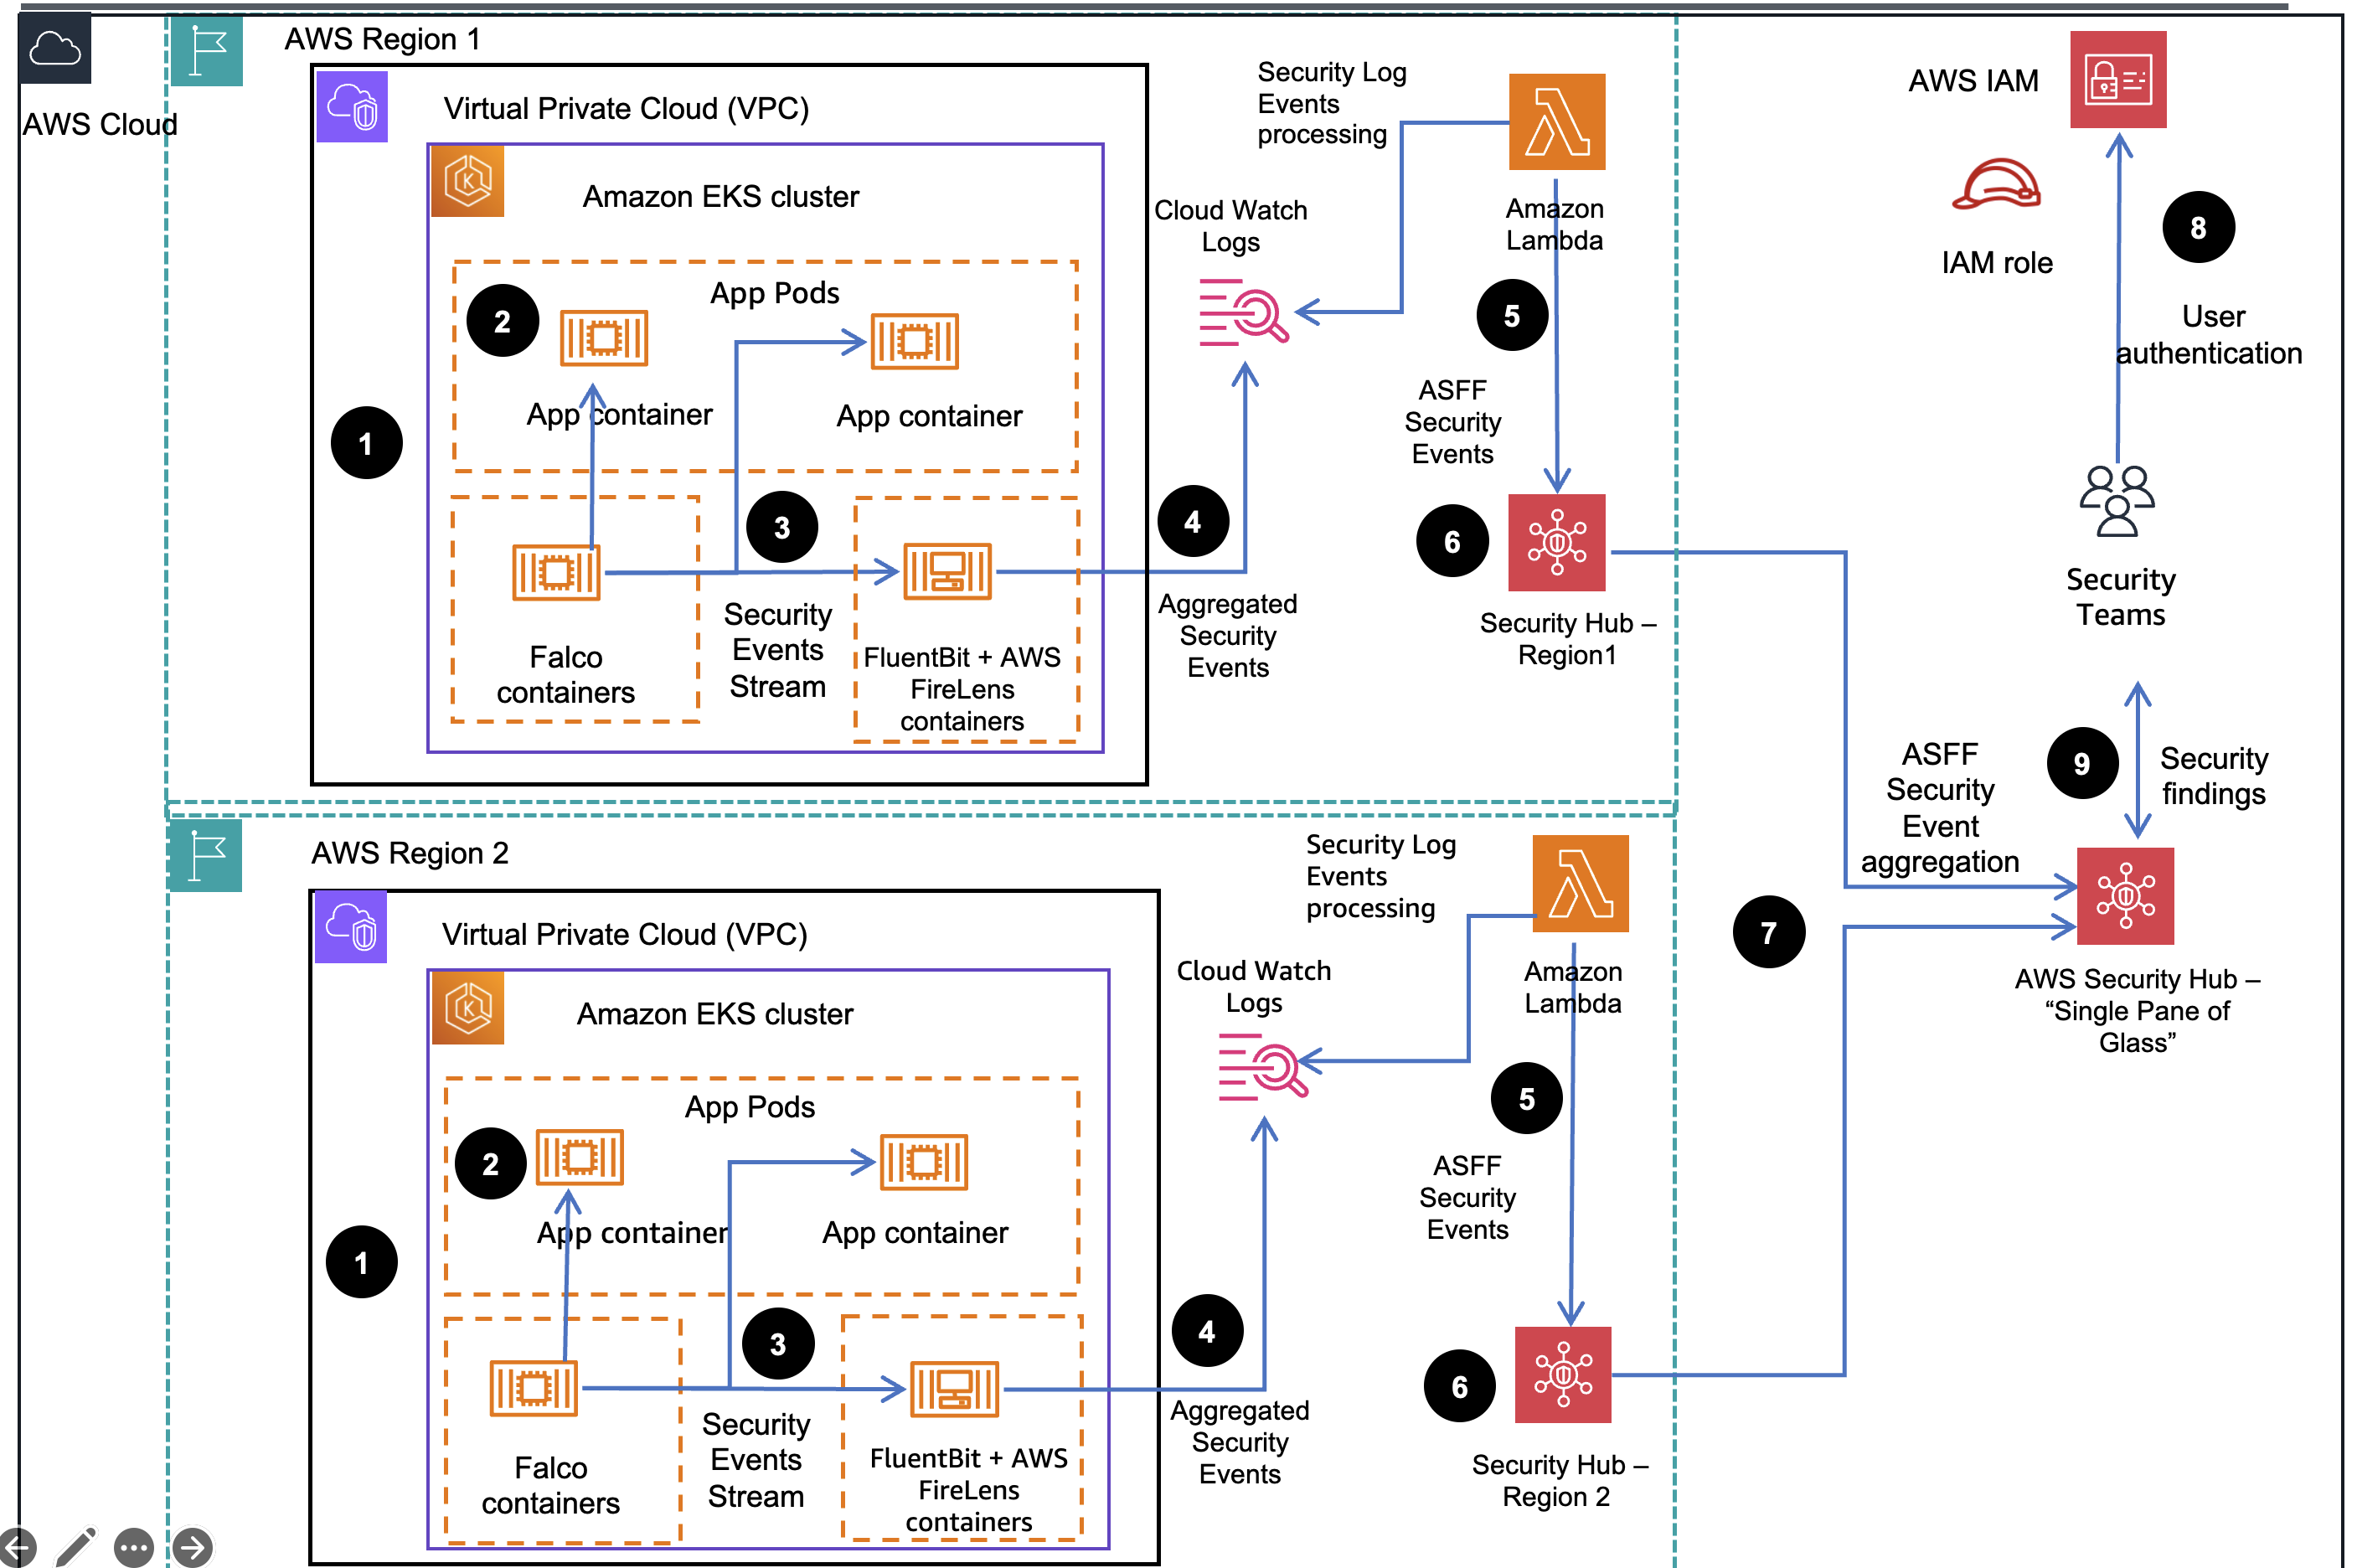 AWS Cloud
AWS Region 1
Virtual Private Cloud (VPC)
Amazon EKS cluster
K
App Pods
2
App container
App container
1
3
Falco
containers
Security
Events
Stream
FluentBit + AWS
FireLens
containers
4
Aggregated
Security
Events
Cloud Watch
Logs
Security Log
Events
processing
Amazon
Lambda
5
ASFF
Security
Events
6
Security Hub –
Region1
AWS IAM
IAM role
8
User
authentication
Security
Teams
9
Security
findings
ASFF
Security
Event
aggregation
7
AWS Security Hub –
“Single Pane of
Glass”
AWS Region 2
Virtual Private Cloud (VPC)
Amazon EKS cluster
K
App Pods
2
App container
App container
1
3
Falco
containers
Security
Events
Stream
FluentBit + AWS
FireLens
containers
4
Aggregated
Security
Events
Cloud Watch
Logs
Security Log
Events
processing
Amazon
Lambda
5
ASFF
Security
Events
6
Security Hub –
Region 2